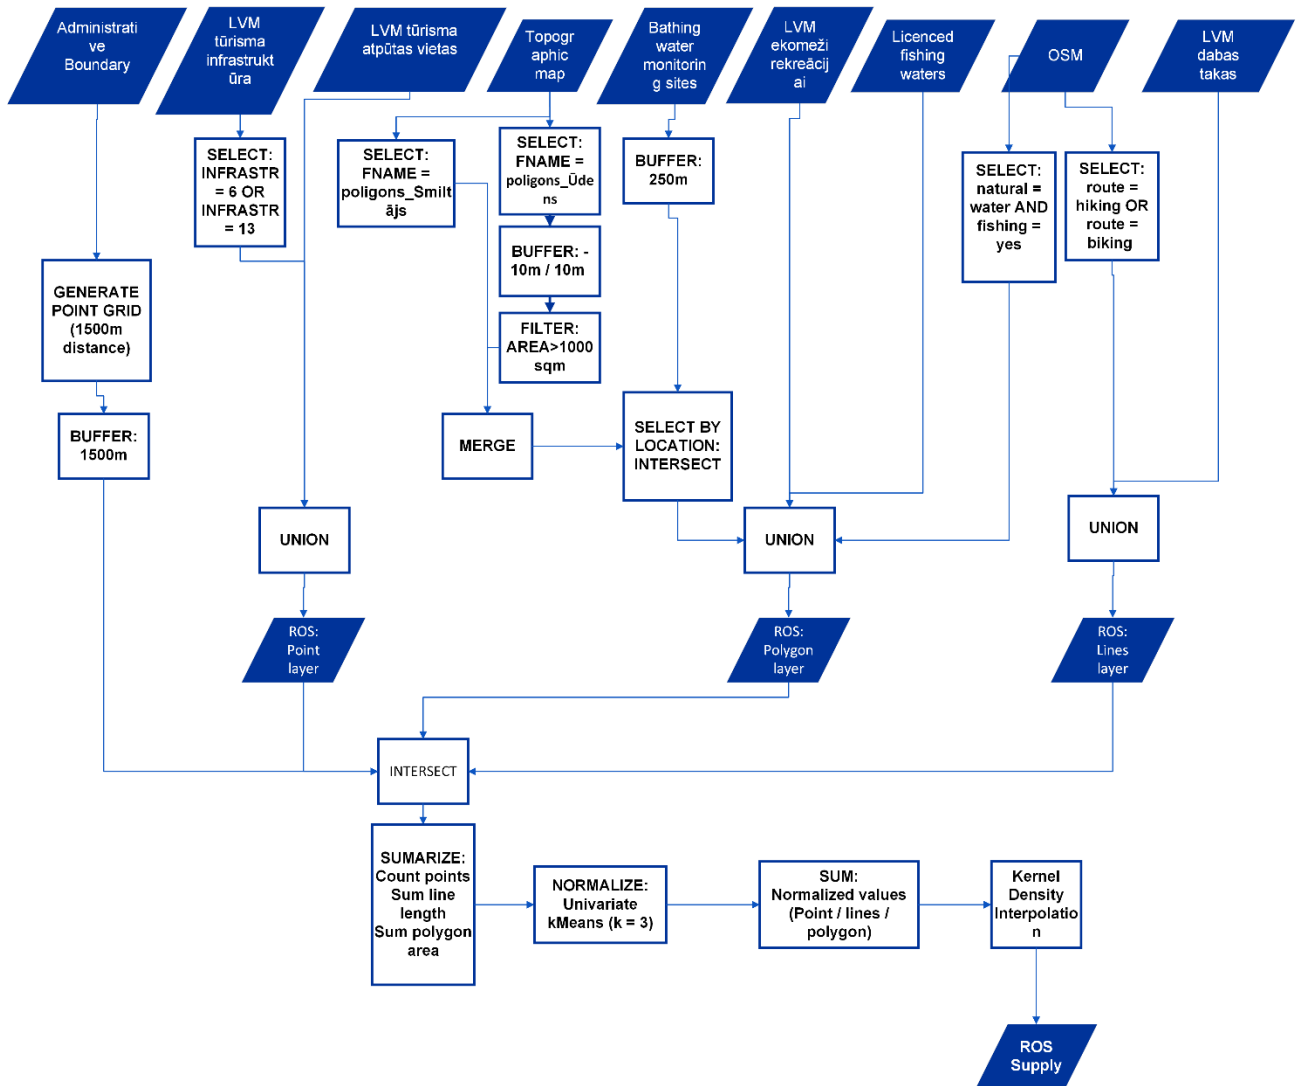 Administrati
ve
Boundary
LVM
tūrisma
infrastrukt
ūra
LVM tūrisma
atpūtas vietas
Topogr
aphic
map
Bathing
water
monitorin
g sites
LVM
ekomeži
rekreācij
ai
Licenced
fishing
waters
OSM
LVM
dabas
takas
SELECT:
INFRASTR
= 6 OR
INFRASTR
= 13
SELECT:
FNAME =
poligons_Smilt
ājs
SELECT:
FNAME =
poligons_Ūde
ns
BUFFER:
250m
SELECT:
natural =
water AND
fishing =
yes
SELECT:
route =
hiking OR
route =
biking
BUFFER: -
10m / 10m
GENERATE
POINT GRID
(1500m
distance)
FILTER:
AREA>1000
sqm
BUFFER:
1500m
MERGE
SELECT BY
LOCATION:
INTERSECT
UNION
UNION
UNION
ROS:
Point
layer
ROS:
Polygon
layer
ROS:
Lines
layer
INTERSECT
SUMARIZE:
Count points
Sum line
length
Sum polygon
area
NORMALIZE:
Univariate
kMeans (k = 3)
SUM:
Normalized values
(Point / lines /
polygon)
Kernel
Density
Interpolatio
n
ROS
Supply